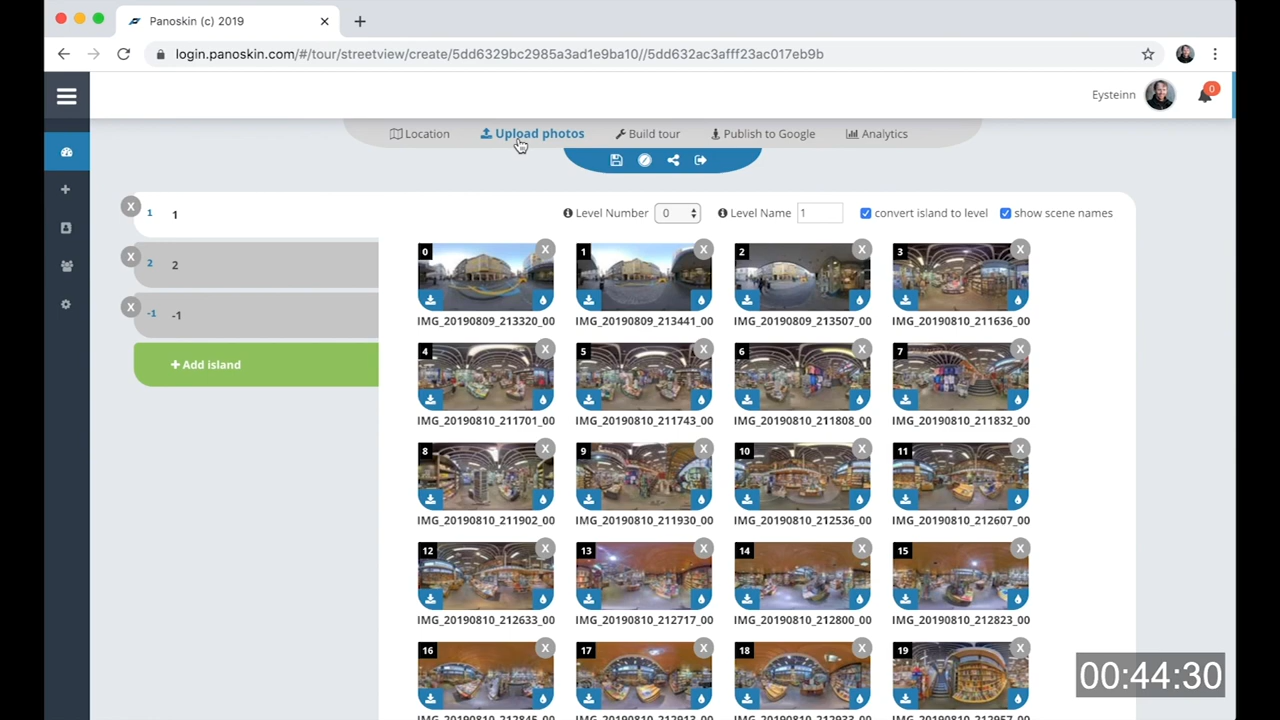 Panoskin (c) 2019
login.panoskin.com/#/tour/streetview/create/5dd6329bc2985a3ad1e9ba10//5dd632ac3afff23ac017eb9b
Eysteinn
0
Location
Upload photos
Build tour
Publish to Google
Analytics
1 1
Level Number 0
Level Name 1
convert island to level
show scene names
2 2
-1 -1
+ Add island
0 1 2 3
IMG_20190809_213320_00 IMG_20190809_213441_00 IMG_20190809_213507_00 IMG_20190810_211636_00
4 5 6 7
IMG_20190810_211701_00 IMG_20190810_211743_00 IMG_20190810_211808_00 IMG_20190810_211832_00
8 9 10 11
IMG_20190810_211902_00 IMG_20190810_211930_00 IMG_20190810_212536_00 IMG_20190810_212607_00
12 13 14 15
IMG_20190810_212633_00 IMG_20190810_212717_00 IMG_20190810_212800_00 IMG_20190810_212823_00
16 17 18 19
IMG_20190810_212845_00 IMG_20190810_212913_00 IMG_20190810_212933_00 IMG_20190810_212957_00
00:44:30